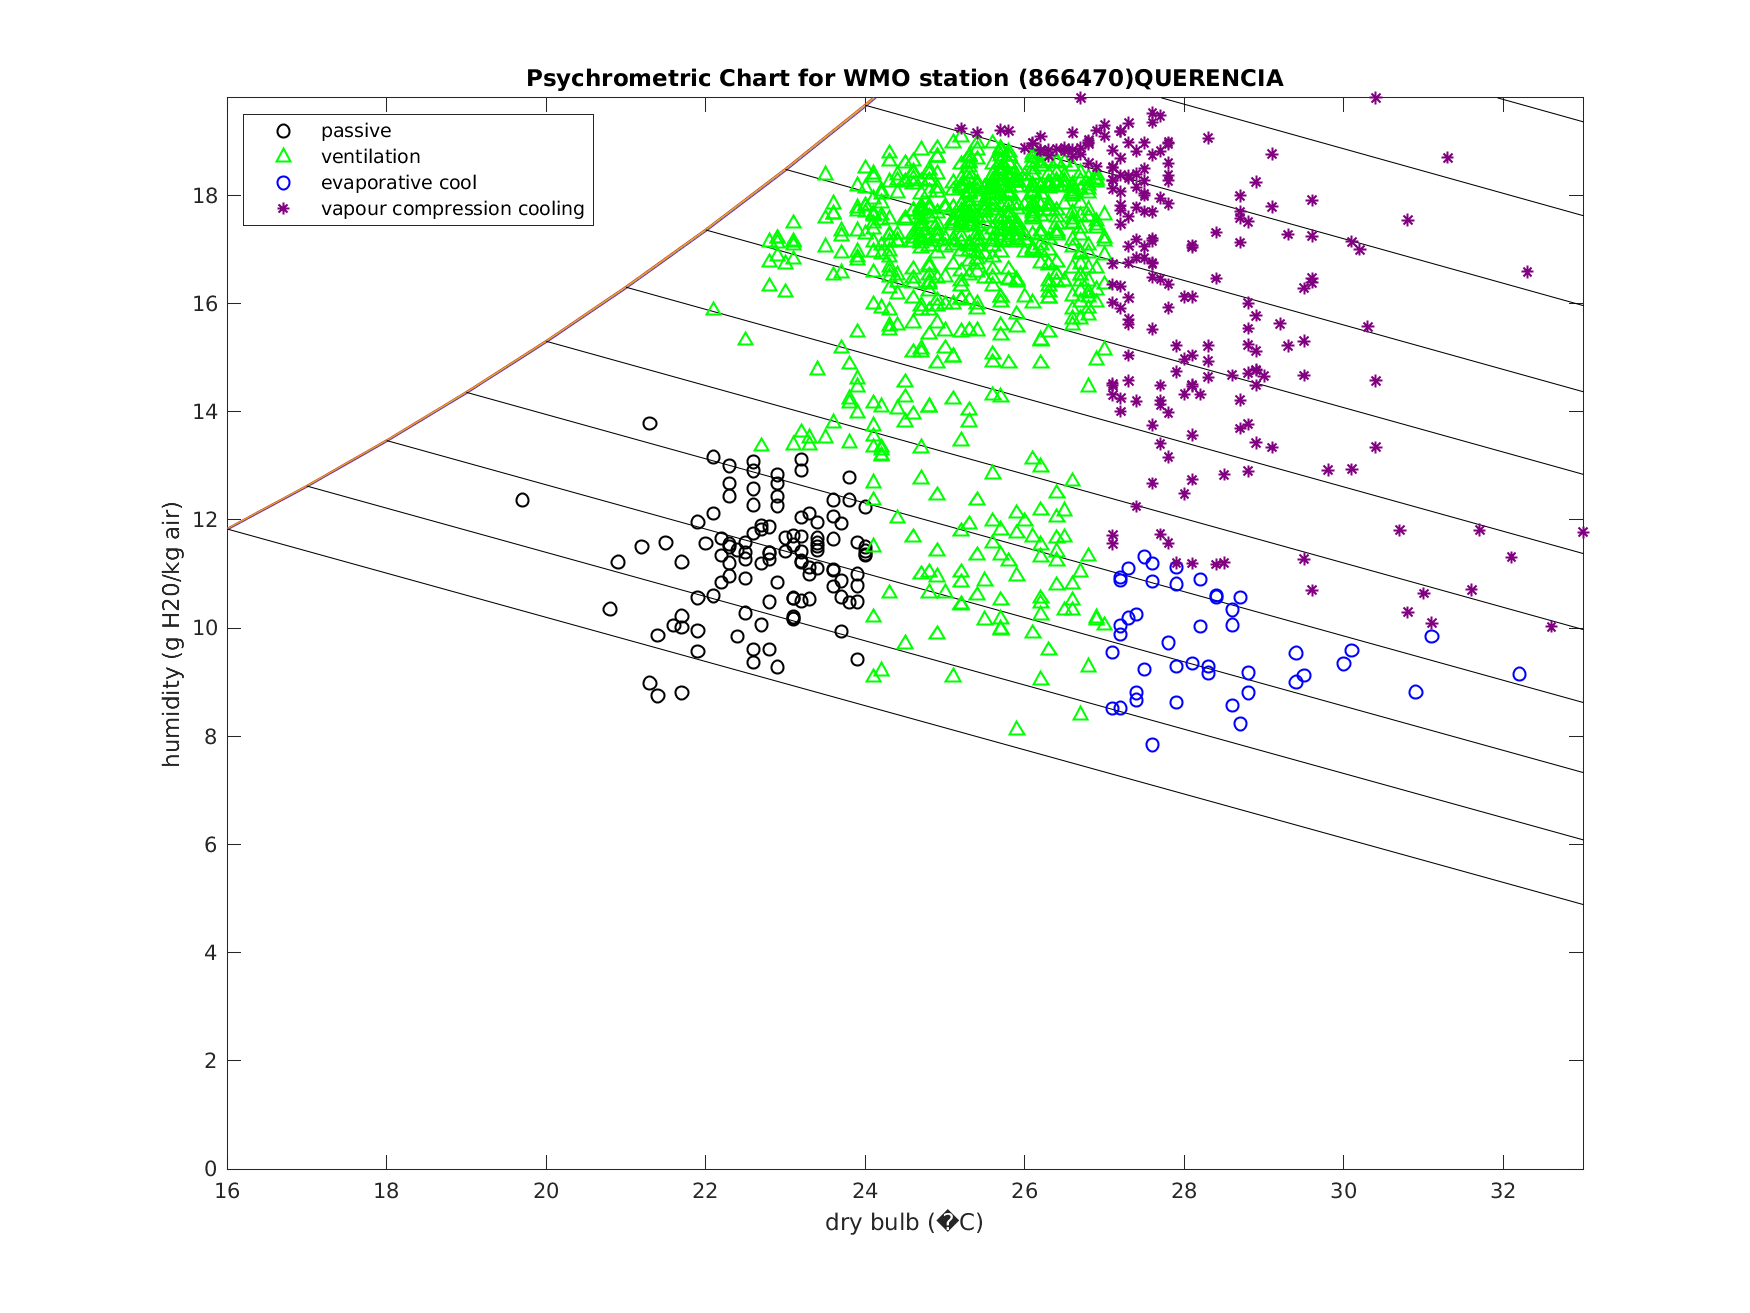 Psychrometric Chart for WMO station (866470)QUERENCIA
passive
ventilation
evaporative cool
vapour compression cooling
humidity (g H20/kg air)
18
16
14
12
10
8
6
4
2
0
16 18 20 22 24 26 28 30 32
dry bulb (�C)